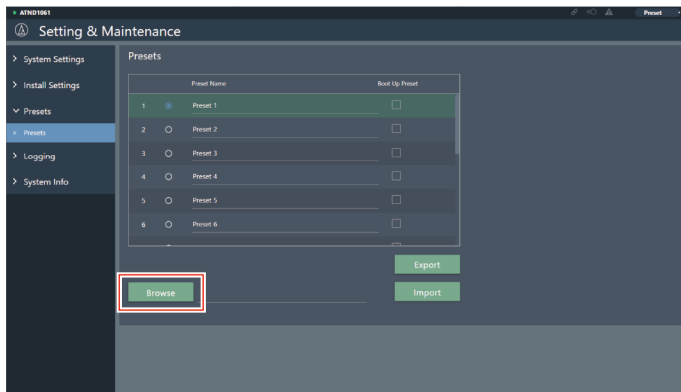 ATND1061
Preset
Setting & Maintenance
System Settings
Install Settings
Presets
Presets
Logging
System Info
Presets
Preset Name Boot Up Preset
1 Preset 1
2 Preset 2
3 Preset 3
4 Preset 4
5 Preset 5
6 Preset 6
Export
Browse
Import